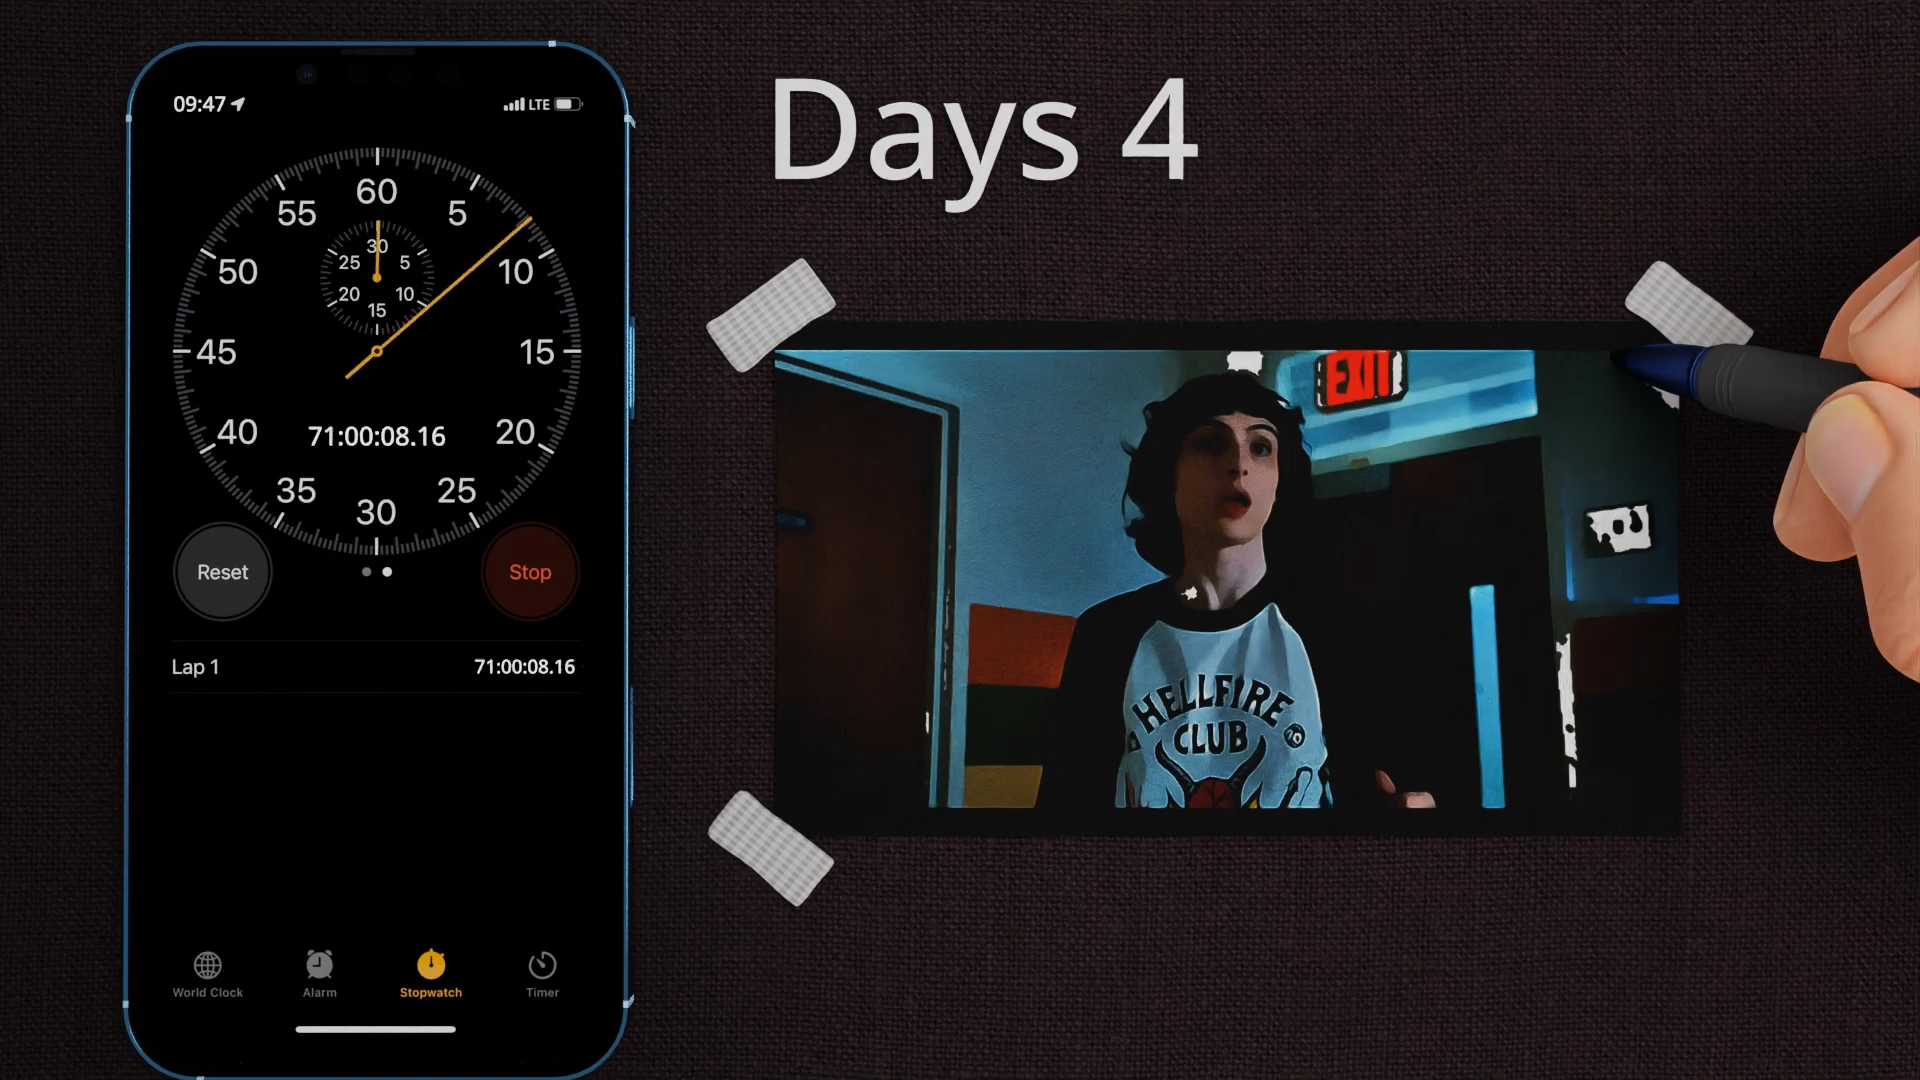 09:47
LTE
60
55
5
30
25
5
50
10
20
10
15
45
15
40
71:00:08.16
20
35
25
30
Reset
Stop
Lap 1
71:00:08.16
World Clock
Alarm
Stopwatch
Timer
Days 4
EXIT
HELLFIRE
CLUB